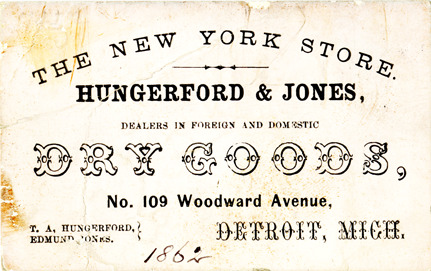 THE NEW YORK STORE.
HUNGERFORD & JONES,
DEALERS IN FOREIGN AND DOMESTIC
DRY GOODS,
No. 109 Woodward Avenue,
T. A. HUNGERFORD,
EDMUND JONES.
DETROIT, MICH.
1862